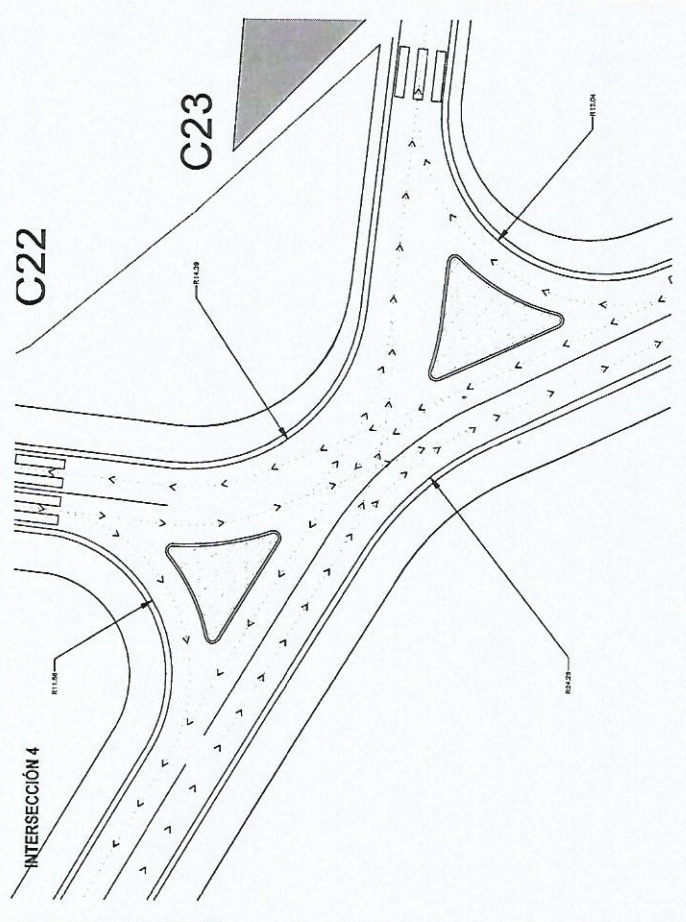 C22
C23
R14.39
R13.04
R11.56
R24.29
INTERSECCIÓN 4